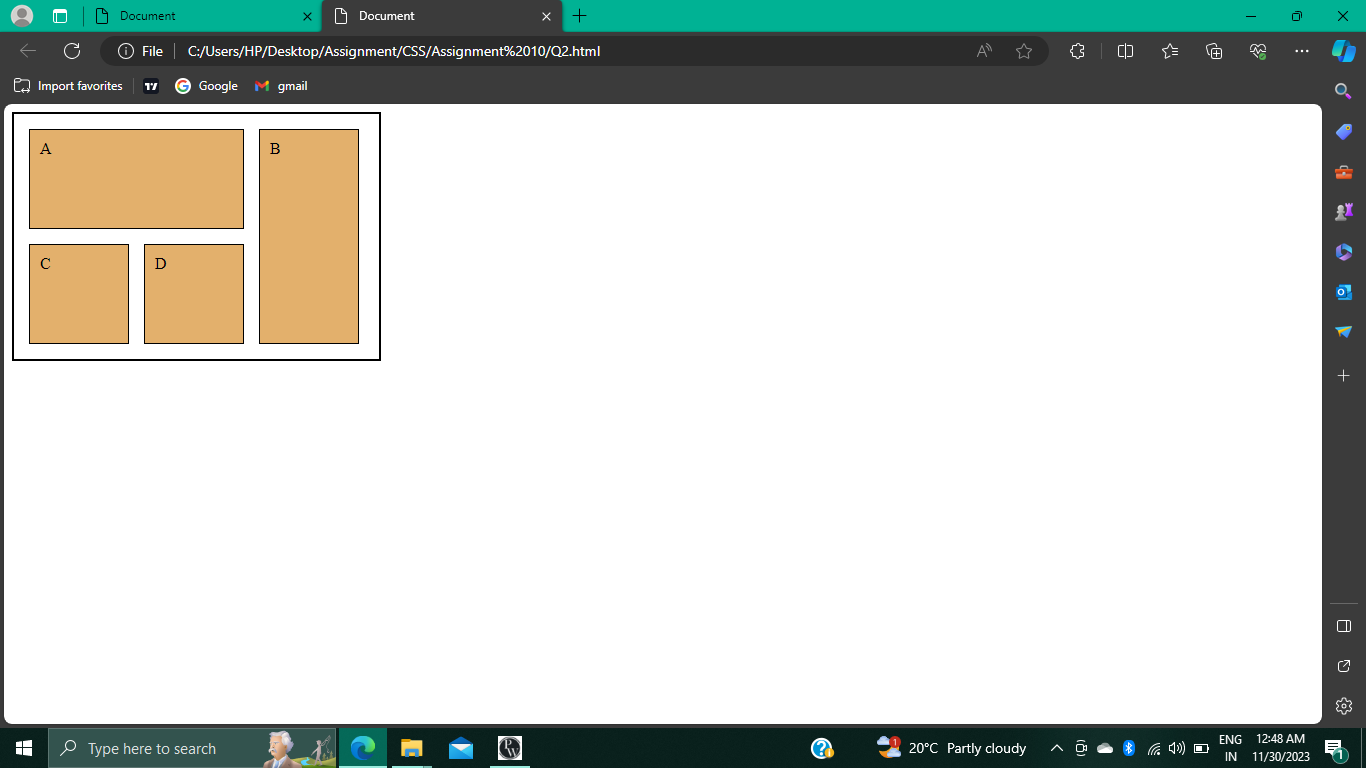 Document
Document
File
C:/Users/HP/Desktop/Assignment/CSS/Assignment%2010/Q2.html
Import favorites
Google
gmail
A
B
C
D
Type here to search
1
20°C Partly cloudy
ENG
IN
12:48 AM
11/30/2023
1